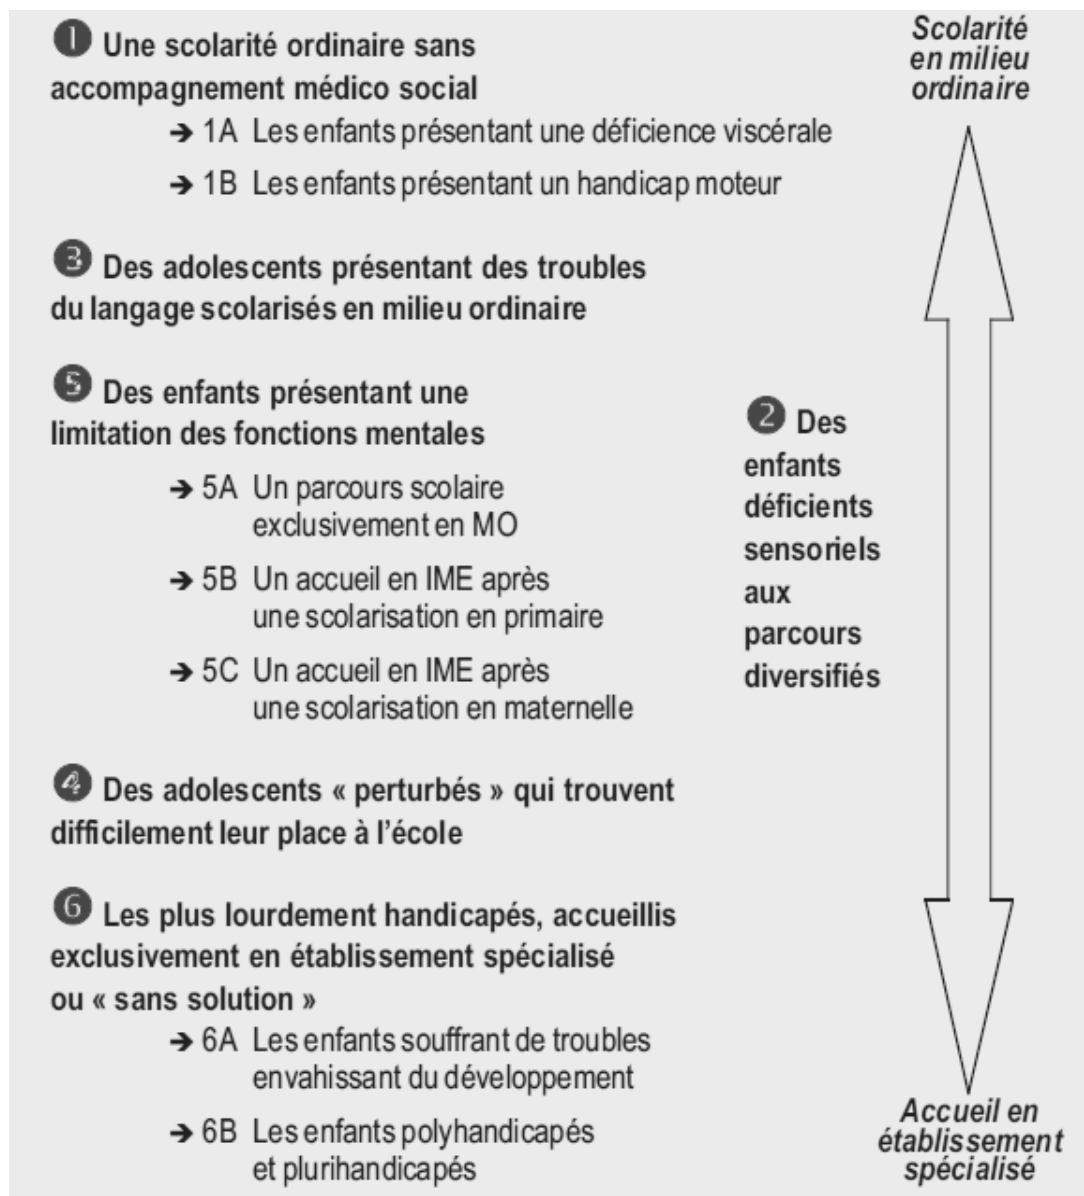 ❶ Une scolarité ordinaire sans
accompagnement médico social
➔ 1A Les enfants présentant une déficience viscérale
➔ 1B Les enfants présentant un handicap moteur
❸ Des adolescents présentant des troubles
du langage scolarisés en milieu ordinaire
❺ Des enfants présentant une
limitation des fonctions mentales
➔ 5A Un parcours scolaire
exclusivement en MO
➔ 5B Un accueil en IME après
une scolarisation en primaire
➔ 5C Un accueil en IME après
une scolarisation en maternelle
❹ Des adolescents « perturbés » qui trouvent
difficilement leur place à l'école
❻ Les plus lourdement handicapés, accueillis
exclusivement en établissement spécialisé
ou « sans solution »
➔ 6A Les enfants souffrant de troubles
envahissant du développement
➔ 6B Les enfants polyhandicapés
et plurihandicapés
❷ Des
enfants
déficients
sensoriels
aux
parcours
diversifiés
Scolarité
en milieu
ordinaire
Accueil en
établissement
spécialisé